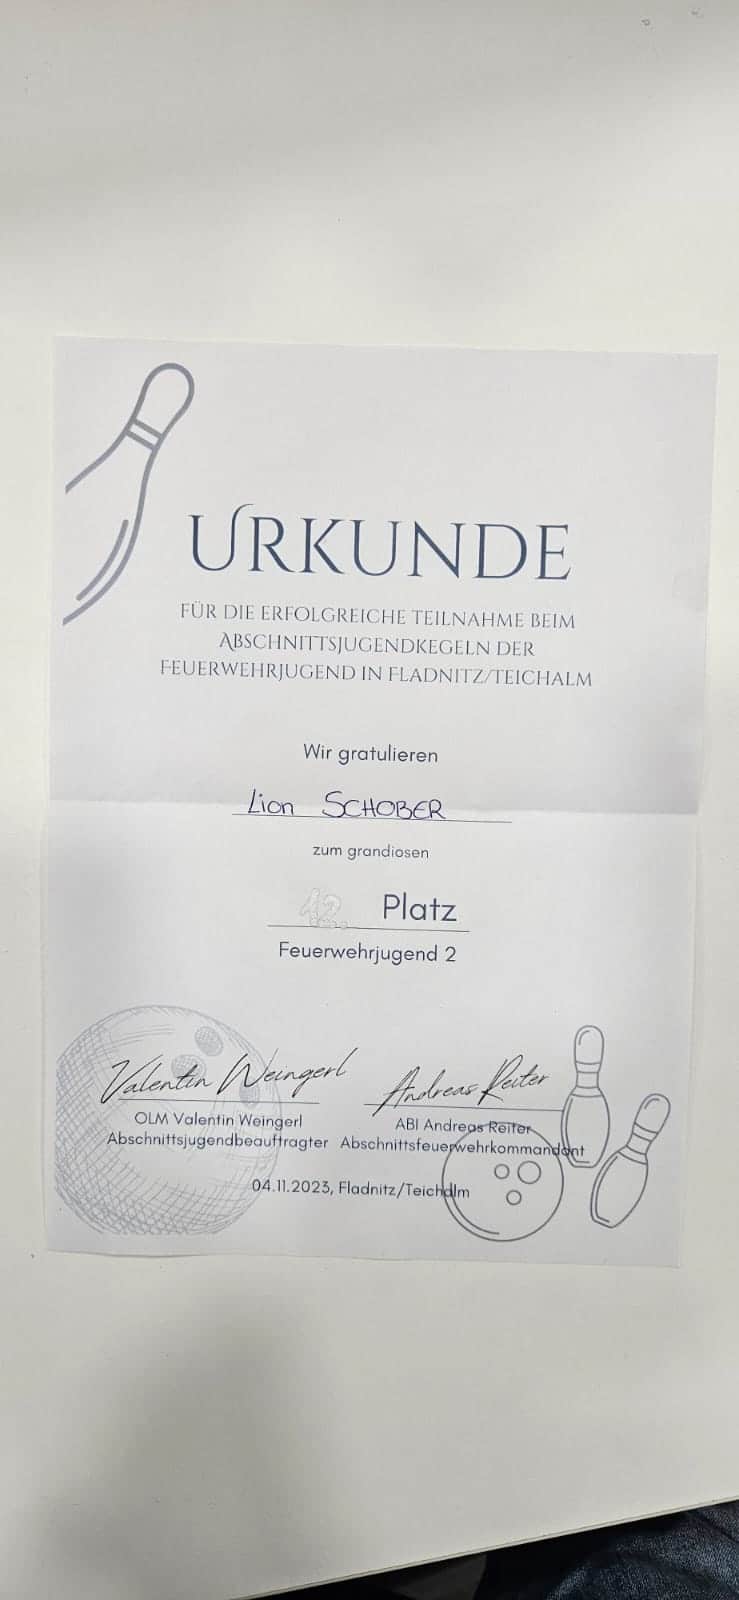 URKUNDE
FÜR DIE ERFOLGREICHE TEILNAHME BEIM
ABSCHNITTSJUGENDKEGELN DER
FEUERWEHRJUGEND IN FLADNITZ/TEICHALM
Wir gratulieren
Lion SCHOBER
zum grandiosen
12. Platz
Feuerwehrjugend 2
Valentin Weingerl Andreas Reiter
OLM Valentin Weingerl ABI Andreas Reiter
Abschnittsjugendbeauftragter Abschnittsfeuerwehrkommandant
04.11.2023, Fladnitz/Teichalm